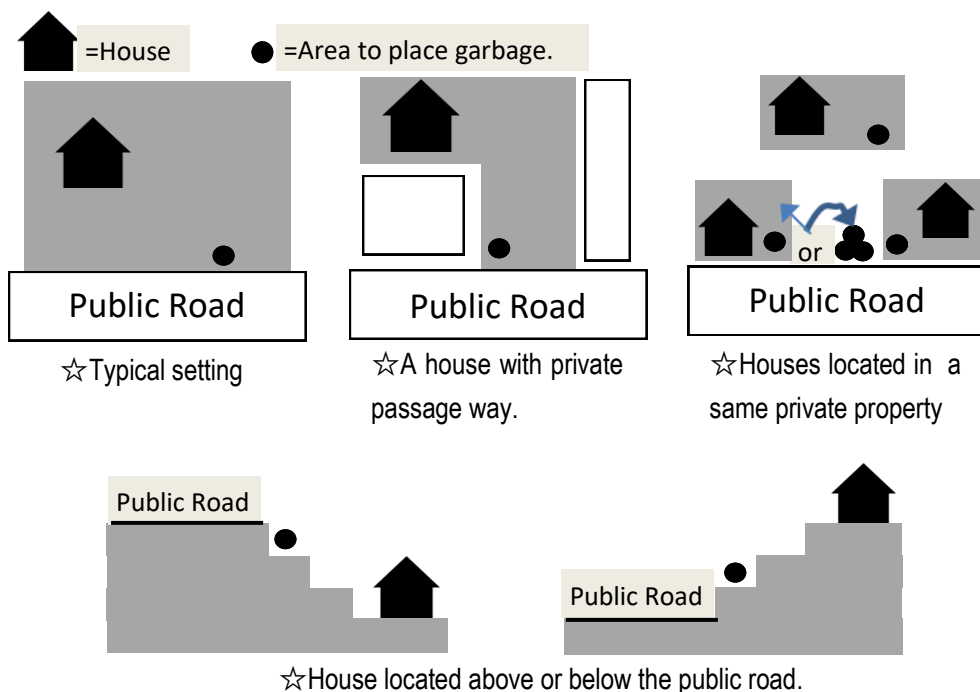 =House
=Area to place garbage.
or
Public Road
Public Road
Public Road
☆Typical setting
☆A house with private
passage way.
☆Houses located in a
same private property
Public Road
Public Road
☆House located above or below the public road.